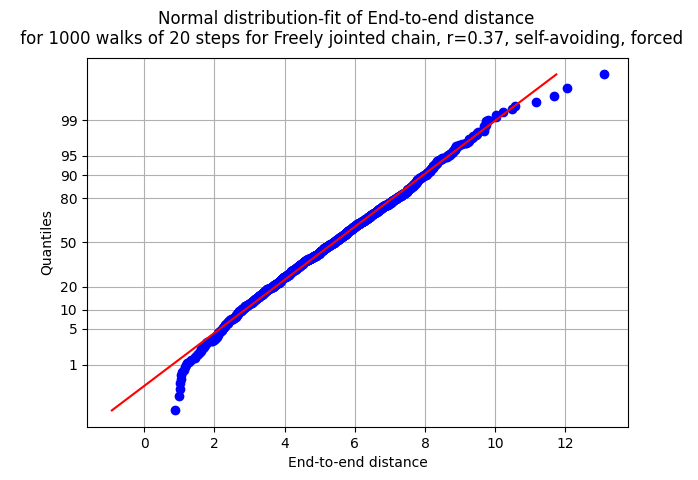 Normal distribution-fit of End-to-end distance
for 1000 walks of 20 steps for Freely jointed chain, r=0.37, self-avoiding, forced
Quantiles
99
95
90
80
50
20
10
5
1
0 2 4 6 8 10 12
End-to-end distance